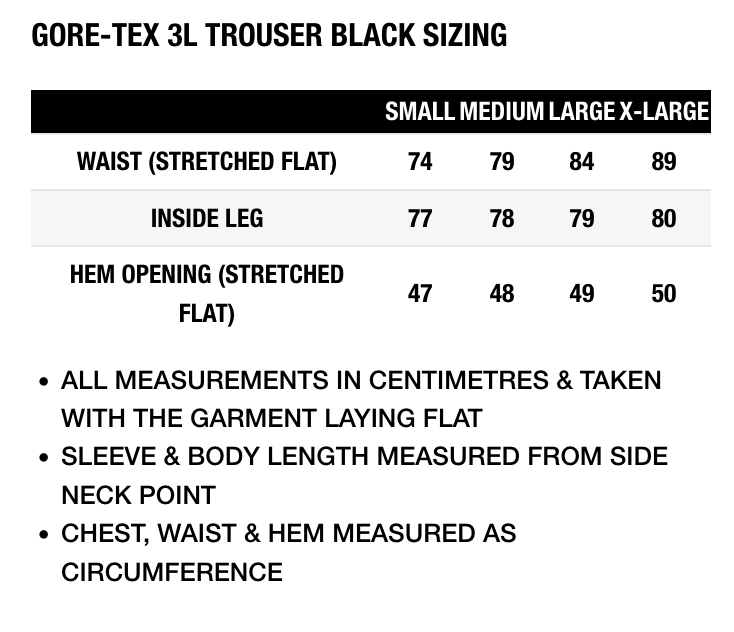 GORE-TEX 3L TROUSER BLACK SIZING
SMALL MEDIUM LARGE X-LARGE
WAIST (STRETCHED FLAT) 74 79 84 89
INSIDE LEG 77 78 79 80
HEM OPENING (STRETCHED
FLAT) 47 48 49 50
• ALL MEASUREMENTS IN CENTIMETRES & TAKEN
WITH THE GARMENT LAYING FLAT
• SLEEVE & BODY LENGTH MEASURED FROM SIDE
NECK POINT
• CHEST, WAIST & HEM MEASURED AS
CIRCUMFERENCE